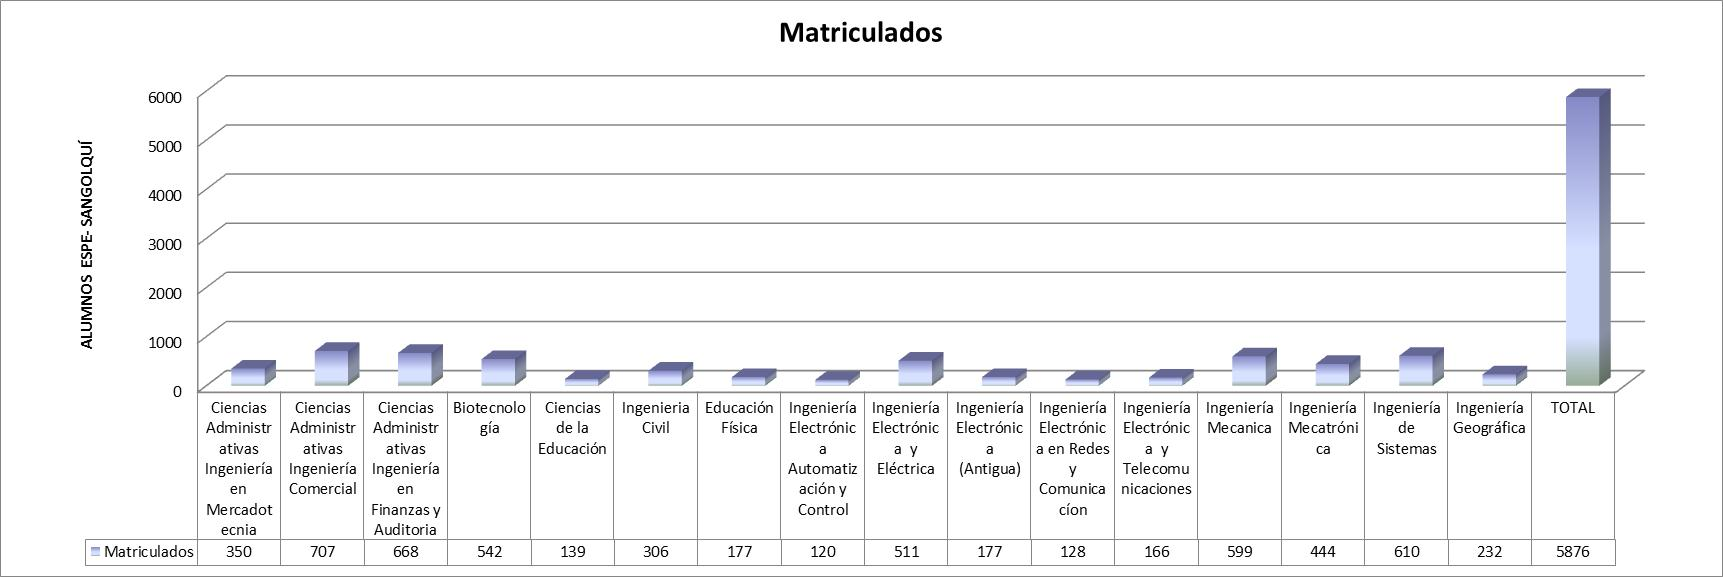 Matriculados
ALUMNOS ESPE- SANGOLQUÍ
6000
5000
4000
3000
2000
1000
0
Ciencias
Administr
ativas
Ingeniería
en
Mercadot
ecnia
Ciencias
Administr
ativas
Ingeniería
Comercial
Ciencias
Administr
ativas
Ingeniería
en
Finanzas y
Auditoria
Biotecnolo
gía
Ciencias
de la
Educación
Ingenieria
Civil
Educación
Física
Ingeniería
Electrónic
a
Automatiz
ación y
Control
Ingeniería
Electrónic
a y
Eléctrica
Ingeniería
Electrónic
a
(Antigua)
Ingeniería
Electróni
ca en Redes
y
Comunica
cíon
Ingeniería
Electrónic
a y
Telecomu
nicaciones
Ingeniería
Mecanica
Ingeniería
Mecatróni
ca
Ingeniería
de
Sistemas
Ingeniería
Geográfica
TOTAL
Matriculados 350 707 668 542 139 306 177 120 511 177 128 166 599 444 610 232 5876